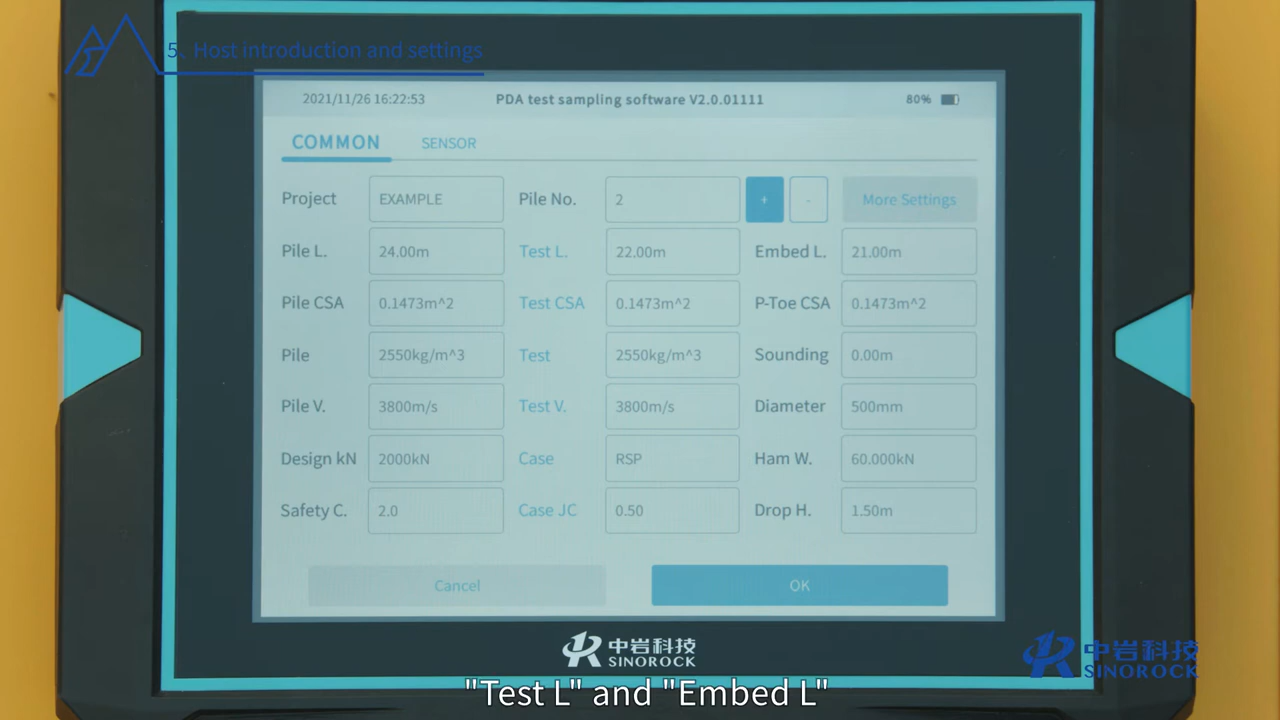 5、Host introduction and settings
2021/11/26 16:22:53 PDA test sampling software V2.0.01111 80%
COMMON SENSOR
Project EXAMPLE Pile No. 2 + - More Settings
Pile L. 24.00m Test L. 22.00m Embed L. 21.00m
Pile CSA 0.1473m^2 Test CSA 0.1473m^2 P-Toe CSA 0.1473m^2
Pile 2550kg/m^3 Test 2550kg/m^3 Sounding 0.00m
Pile V. 3800m/s Test V. 3800m/s Diameter 500mm
Design kN 2000kN Case RSP Ham W. 60.000kN
Safety C. 2.0 Case JC 0.50 Drop H. 1.50m
Cancel OK
中岩科技
SINOROCK
中岩科技
SINOROCK
"Test L" and "Embed L"